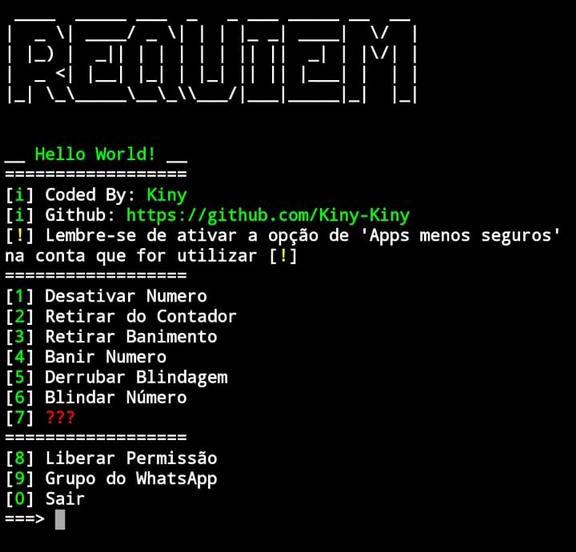 REQUIEM
__ Hello World! __
==================
[i] Coded By: Kiny
[i] Github: https://github.com/Kiny-Kiny
[!] Lembre-se de ativar a opção de 'Apps menos seguros'
na conta que for utilizar [!]
==================
[1] Desativar Numero
[2] Retirar do Contador
[3] Retirar Banimento
[4] Banir Numero
[5] Derrubar Blindagem
[6] Blindar Número
[7] ???
==================
[8] Liberar Permissão
[9] Grupo do WhatsApp
[0] Sair
===>